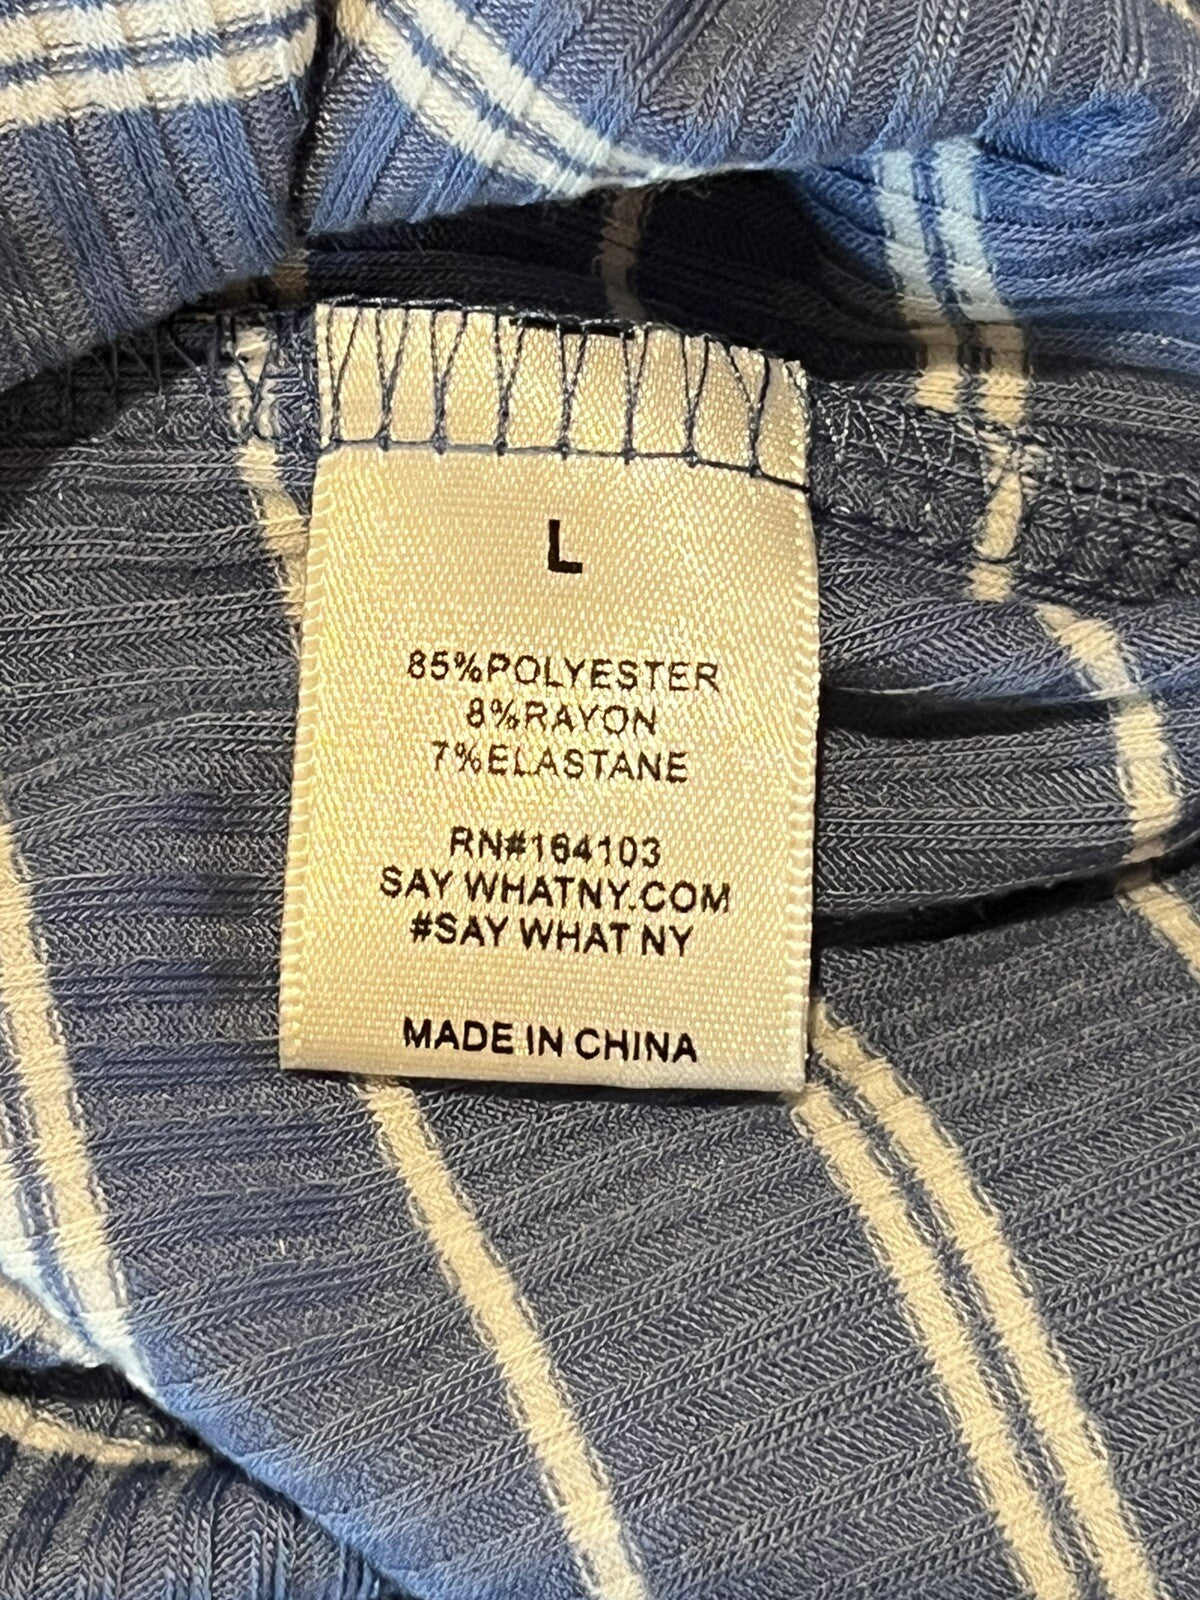 L
85%POLYESTER
8%RAYON
7%ELASTANE
RN#164103
SAY WHATNY.COM
#SAY WHAT NY
MADE IN CHINA